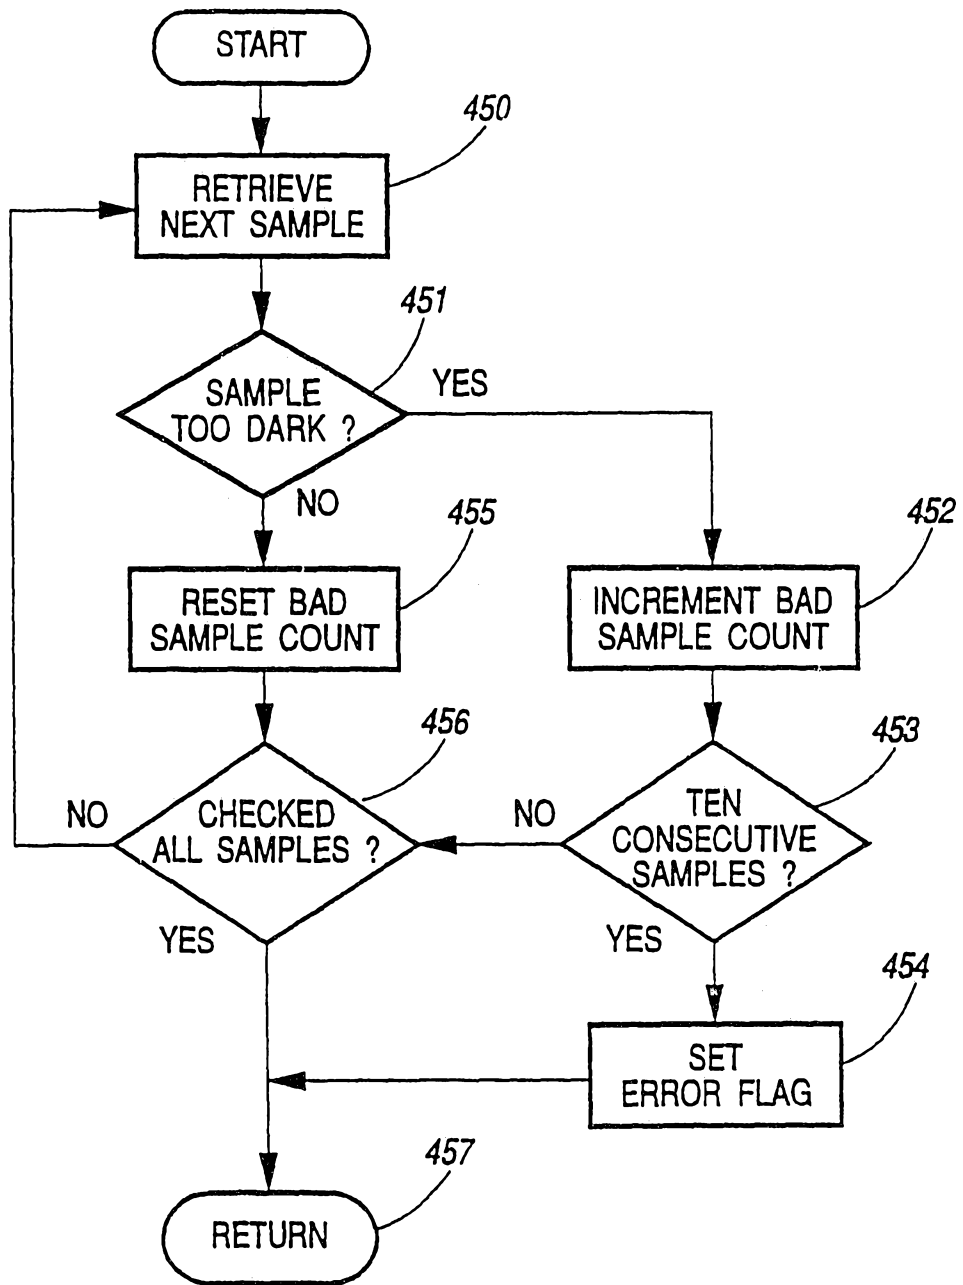 START
450
RETRIEVE
NEXT SAMPLE
451
SAMPLE
TOO DARK ?
YES
NO
455
RESET BAD
SAMPLE COUNT
452
INCREMENT BAD
SAMPLE COUNT
456
CHECKED
ALL SAMPLES ?
NO
YES
453
TEN
CONSECUTIVE
SAMPLES ?
NO
YES
454
SET
ERROR FLAG
457
RETURN